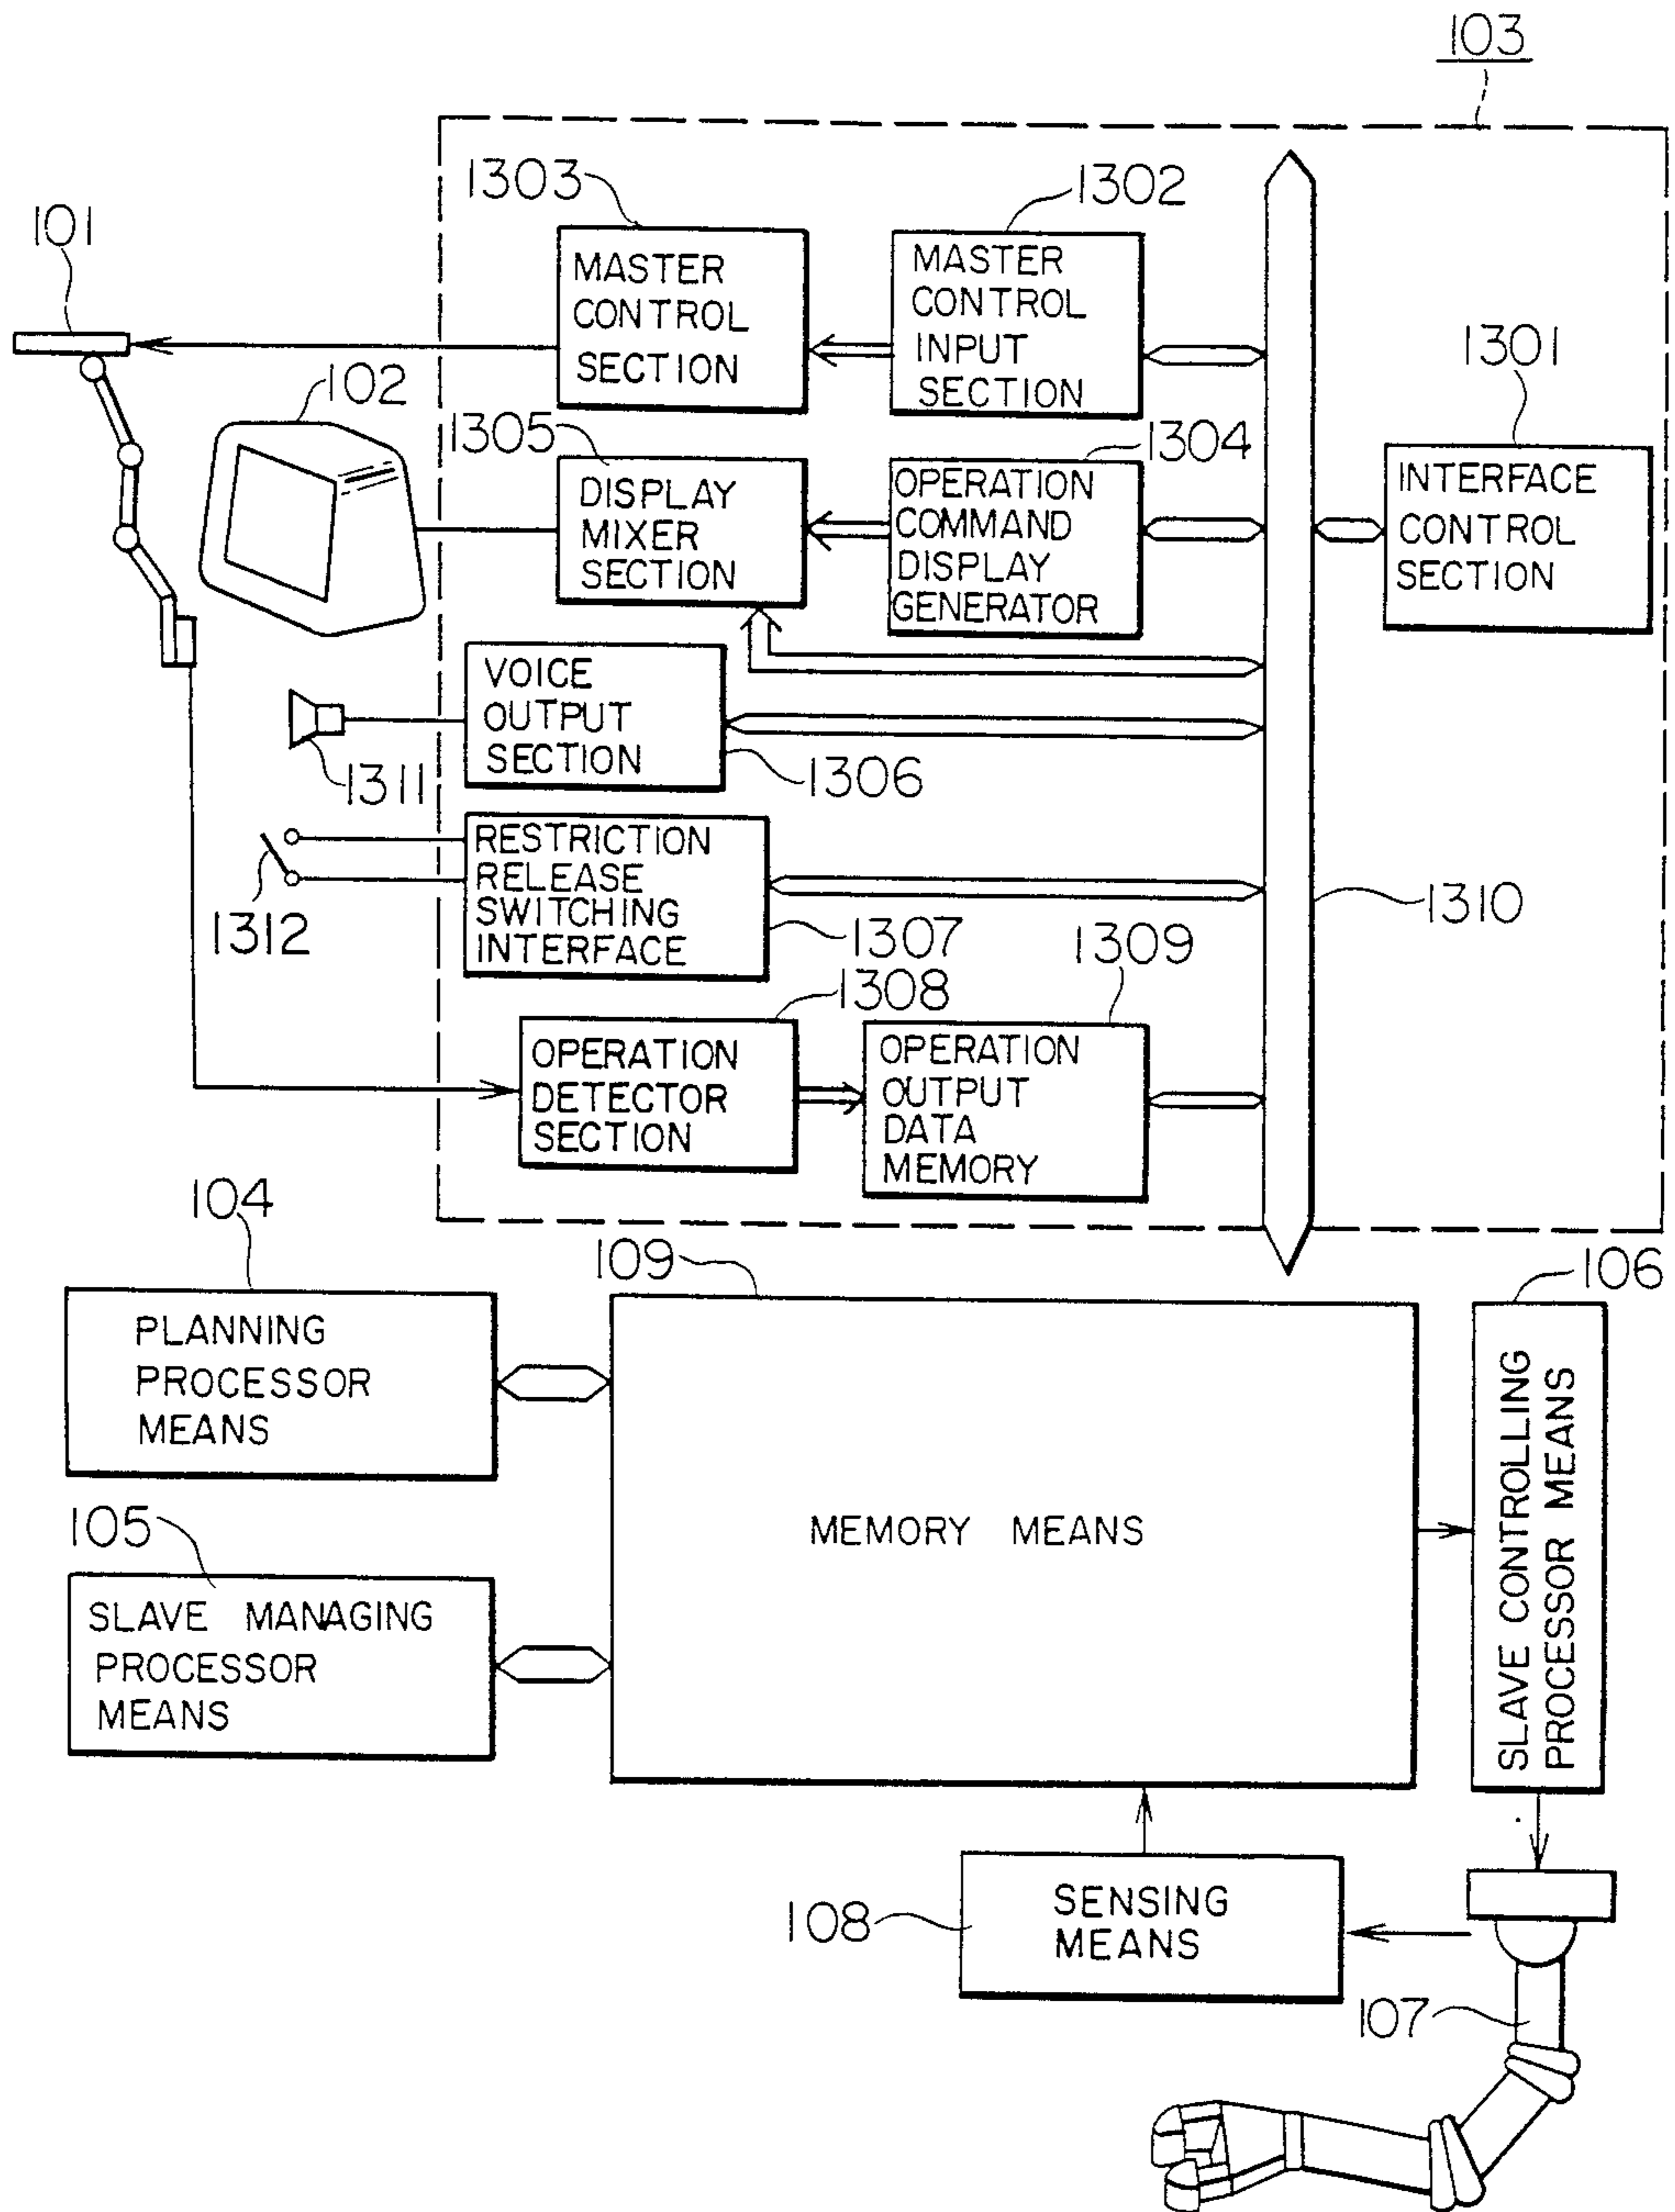 103
1303
1302
101
MASTER
CONTROL
SECTION
MASTER
CONTROL
INPUT
SECTION
1301
102
1305
1304
DISPLAY
MIXER
SECTION
OPERATION
COMMAND
DISPLAY
GENERATOR
INTERFACE
CONTROL
SECTION
VOICE
OUTPUT
SECTION
1311
1306
RESTRICTION
RELEASE
SWITCHING
INTERFACE
1312
1307
1309
1310
1308
OPERATION
DETECTOR
SECTION
OPERATION
OUTPUT
DATA
MEMORY
104
109
106
PLANNING
PROCESSOR
MEANS
105
SLAVE MANAGING
PROCESSOR
MEANS
MEMORY MEANS
SLAVE CONTROLLING
PROCESSOR MEANS
108
SENSING
MEANS
107